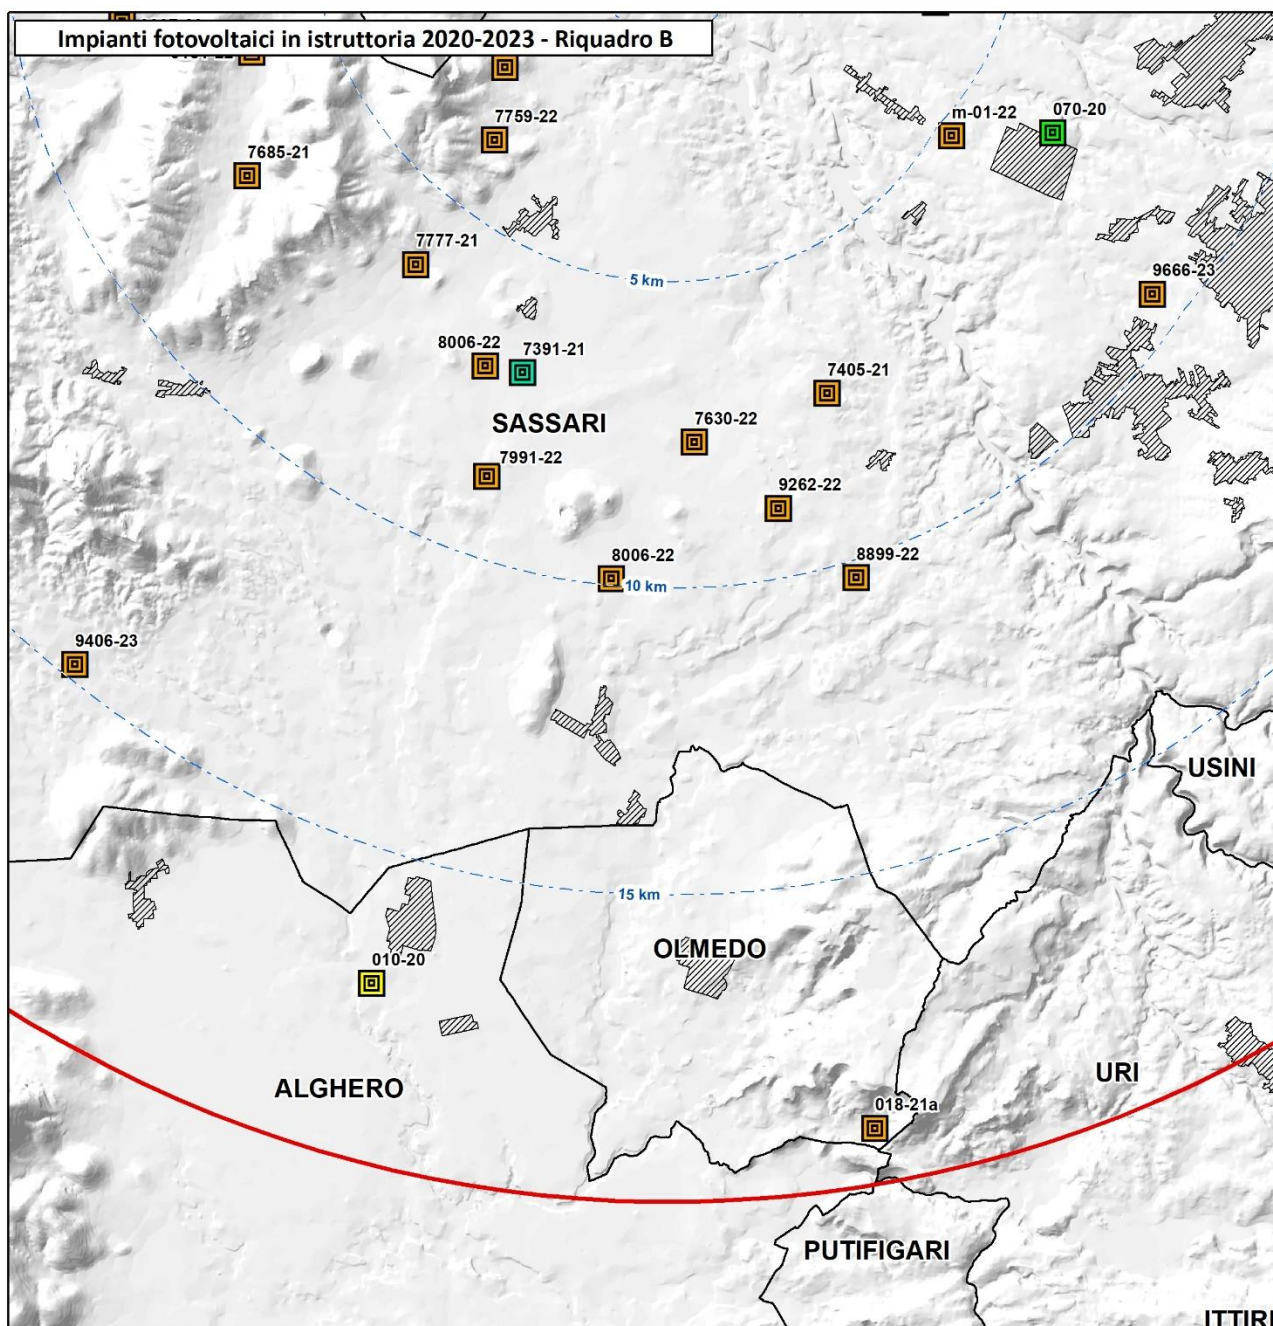 Impianti fotovoltaici in istruttoria 2020-2023 - Riquadro B
7759-22
m-01-22
070-20
7685-21
7777-21
5 km
9666-23
8006-22
7391-21
7405-21
SASSARI
7630-22
7991-22
9262-22
8006-22
10 km
8899-22
9406-23
USINI
15 km
OLMEDO
010-20
ALGHERO
URI
018-21a
PUTIFIGARI
ITTIRI